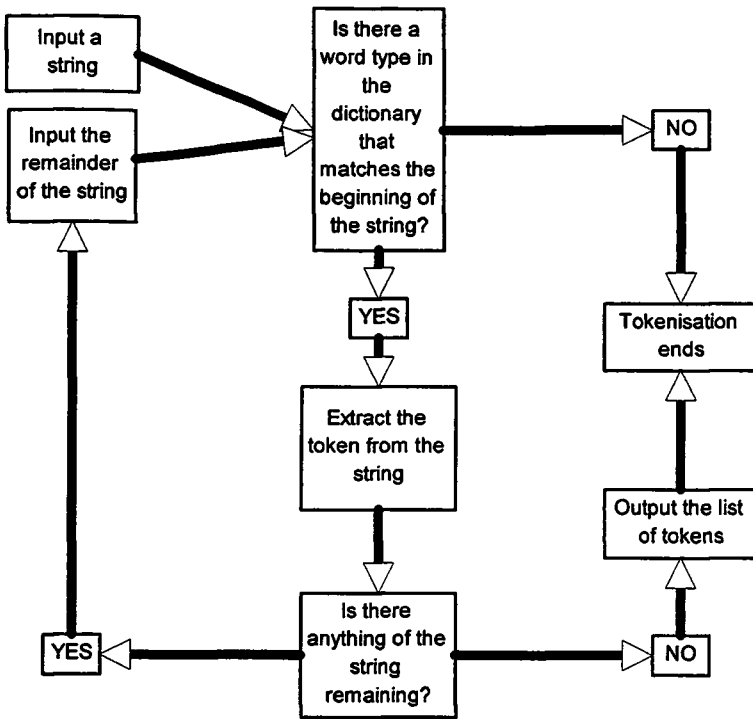 Input a
string
Input the
remainder
of the string
Is there a
word type in
the
dictionary
that
matches the
beginning of
the string?
NO
YES
Tokenisation
ends
Extract the
token from the
string
Output the list
of tokens
Is there
anything of the
string
remaining?
YES
NO